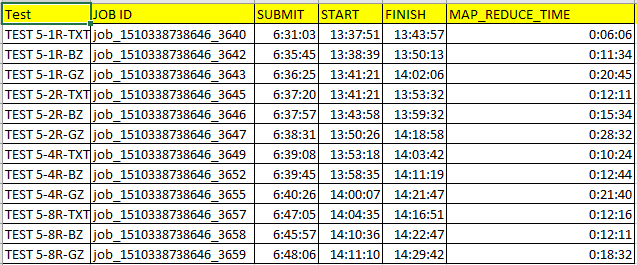 Test JOB ID SUBMIT START FINISH MAP_REDUCE_TIME
TEST 5-1R-TXT job_1510338738646_3640 6:31:03 13:37:51 13:43:57 0:06:06
TEST 5-1R-BZ job_1510338738646_3642 6:35:45 13:38:39 13:50:13 0:11:34
TEST 5-1R-GZ job_1510338738646_3643 6:36:25 13:41:21 14:02:06 0:20:45
TEST 5-2R-TXT job_1510338738646_3645 6:37:20 13:41:21 13:53:32 0:12:11
TEST 5-2R-BZ job_1510338738646_3646 6:37:57 13:43:58 13:59:32 0:15:34
TEST 5-2R-GZ job_1510338738646_3647 6:38:31 13:50:26 14:18:58 0:28:32
TEST 5-4R-TXT job_1510338738646_3649 6:39:08 13:53:18 14:03:42 0:10:24
TEST 5-4R-BZ job_1510338738646_3652 6:39:45 13:58:35 14:11:19 0:12:44
TEST 5-4R-GZ job_1510338738646_3655 6:40:26 14:00:07 14:21:47 0:21:40
TEST 5-8R-TXT job_1510338738646_3657 6:47:05 14:04:35 14:16:51 0:12:16
TEST 5-8R-BZ job_1510338738646_3658 6:45:57 14:10:36 14:22:47 0:12:11
TEST 5-8R-GZ job_1510338738646_3659 6:48:06 14:11:10 14:29:42 0:18:32